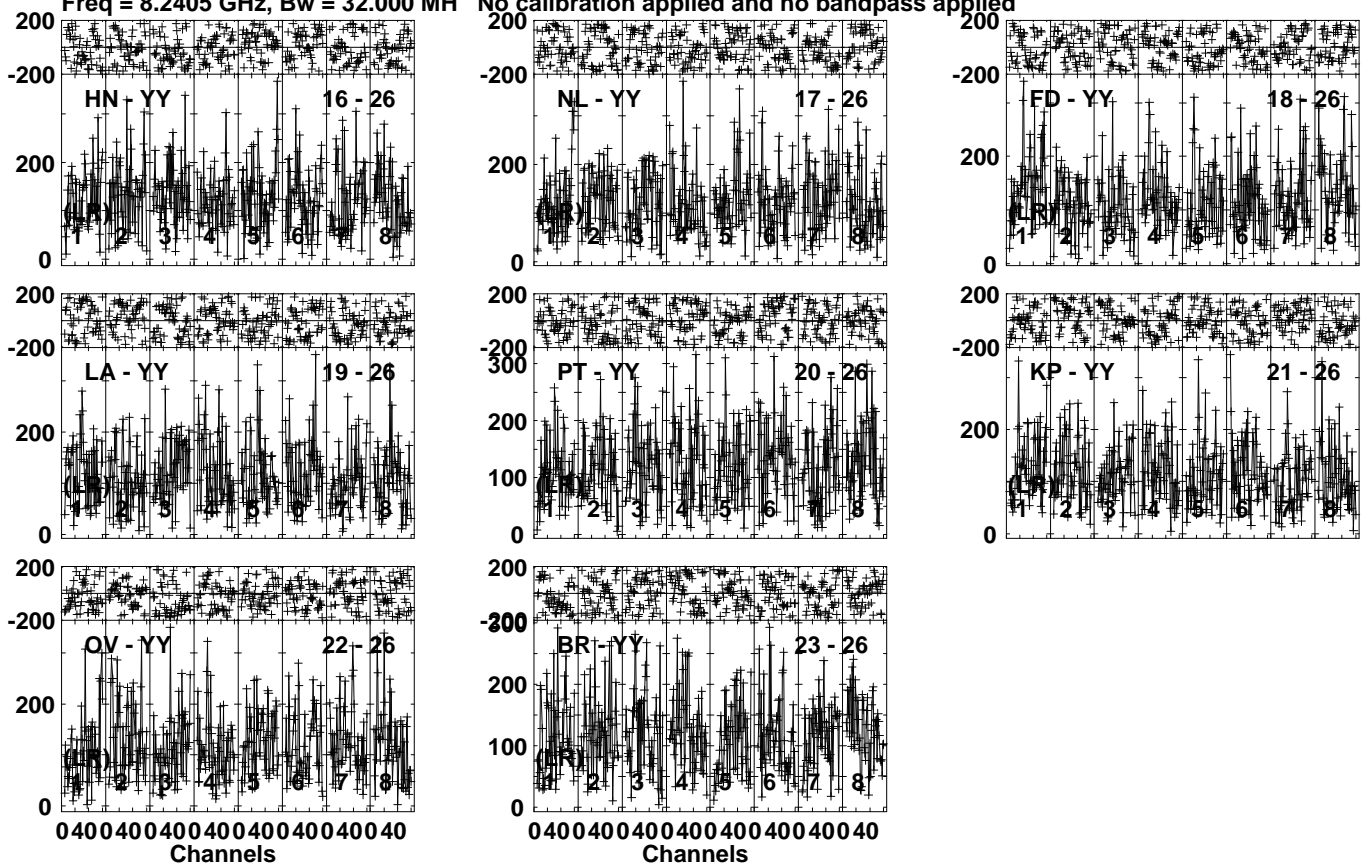 Freq = 8.2405 GHz, Bw = 32.000 MH No calibration applied and no bandpass applied
200 200 200
-200 -200 -200
HN - YY 16 - 26 NL - YY 17 - 26 FD - YY 18 - 26
200 200 200
(LR) (LR) (LR)
1 2 3 4 5 6 7 8 1 2 3 4 5 6 7 8 1 2 3 4 5 6 7 8
0 0 0
200 200 200
-200 -200 -200
300
LA - YY 19 - 26 PT - YY 20 - 26 KP - YY 21 - 26
200 200 200
100
(LR) (LR) (LR)
1 2 3 4 5 6 7 8 1 2 3 4 5 6 7 8 1 2 3 4 5 6 7 8
0 0 0
200 200
-200 -200
300
OV - YY 22 - 26 BR - YY 23 - 26
200 200
100
(LR) (LR)
1 2 3 4 5 6 7 8 1 2 3 4 5 6 7 8
0 0
0 40 0 40 0 40 0 40 0 40 0 40 0 40 0 40 0 40 0 40 0 40 0 40 0 40 0 40 0 40 0 40
Channels Channels